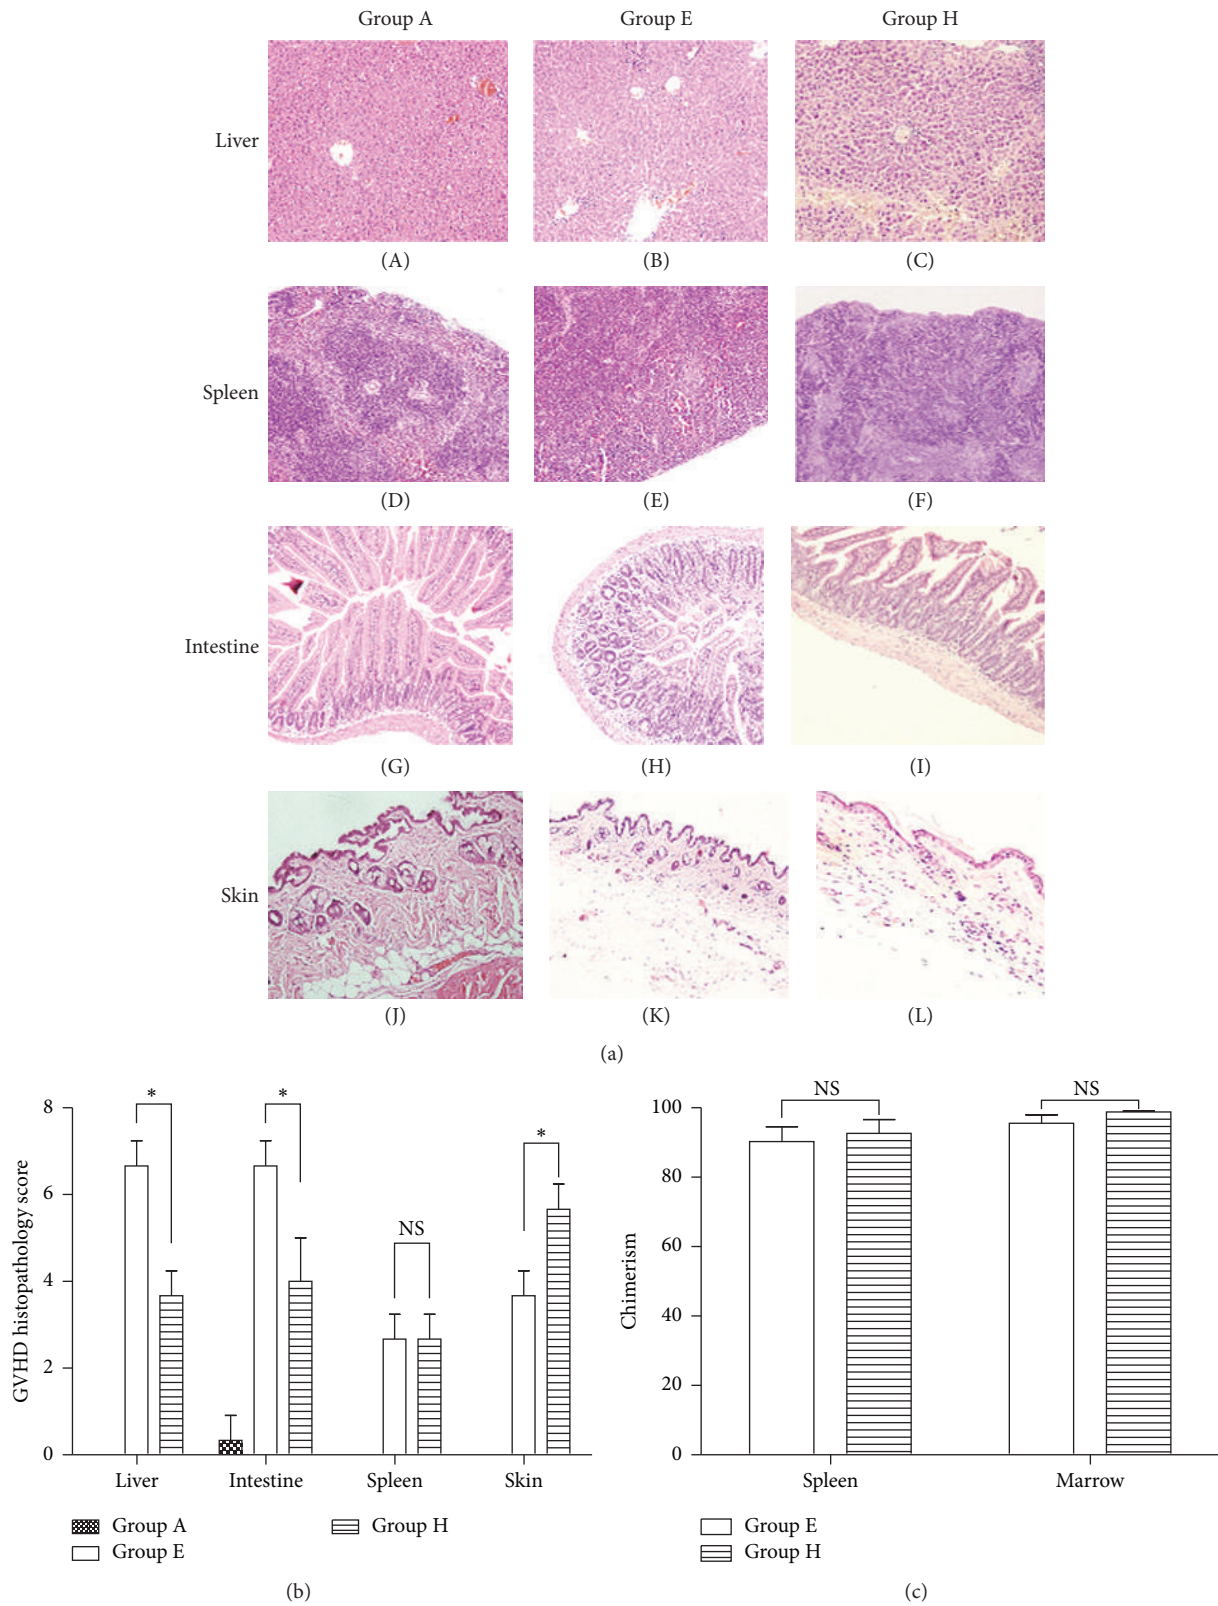 Group A Group E Group H
Liver
(A) (B) (C)
Spleen
(D) (E) (F)
Intestine
(G) (H) (I)
Skin
(J) (K) (L)
(a)
GVHD histopathology score
8
6
4
2
0
* * NS *
Liver Intestine Spleen Skin
Group A Group H
Group E
(b)
Chimerism
100
80
60
40
20
0
NS NS
Spleen Marrow
Group E
Group H
(c)